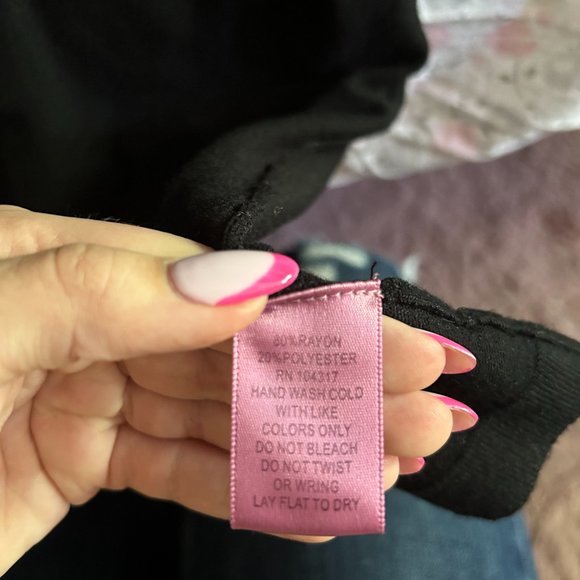 80%RAYON
20%POLYESTER
RN 104317
HAND WASH COLD
WITH LIKE
COLORS ONLY
DO NOT BLEACH
DO NOT TWIST
OR WRING
LAY FLAT TO DRY